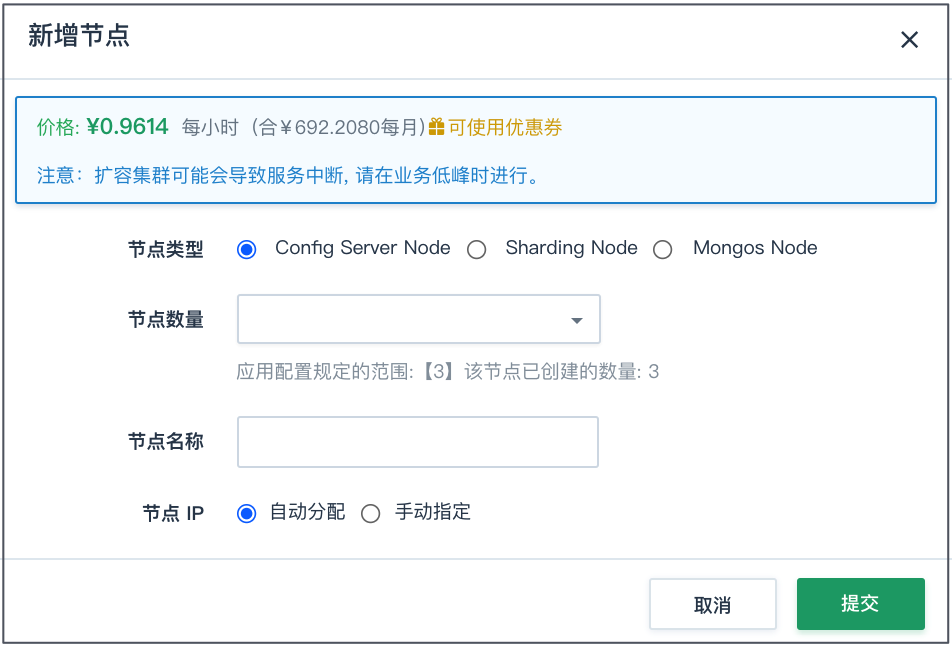 新增节点
价格: ¥0.9614 每小时 (合￥692.2080每月) 可使用优惠券
注意：扩容集群可能会导致服务中断, 请在业务低峰时进行。
节点类型 Config Server Node Sharding Node Mongos Node
节点数量
应用配置规定的范围:【3】该节点已创建的数量: 3
节点名称
节点 IP 自动分配 手动指定
取消 提交